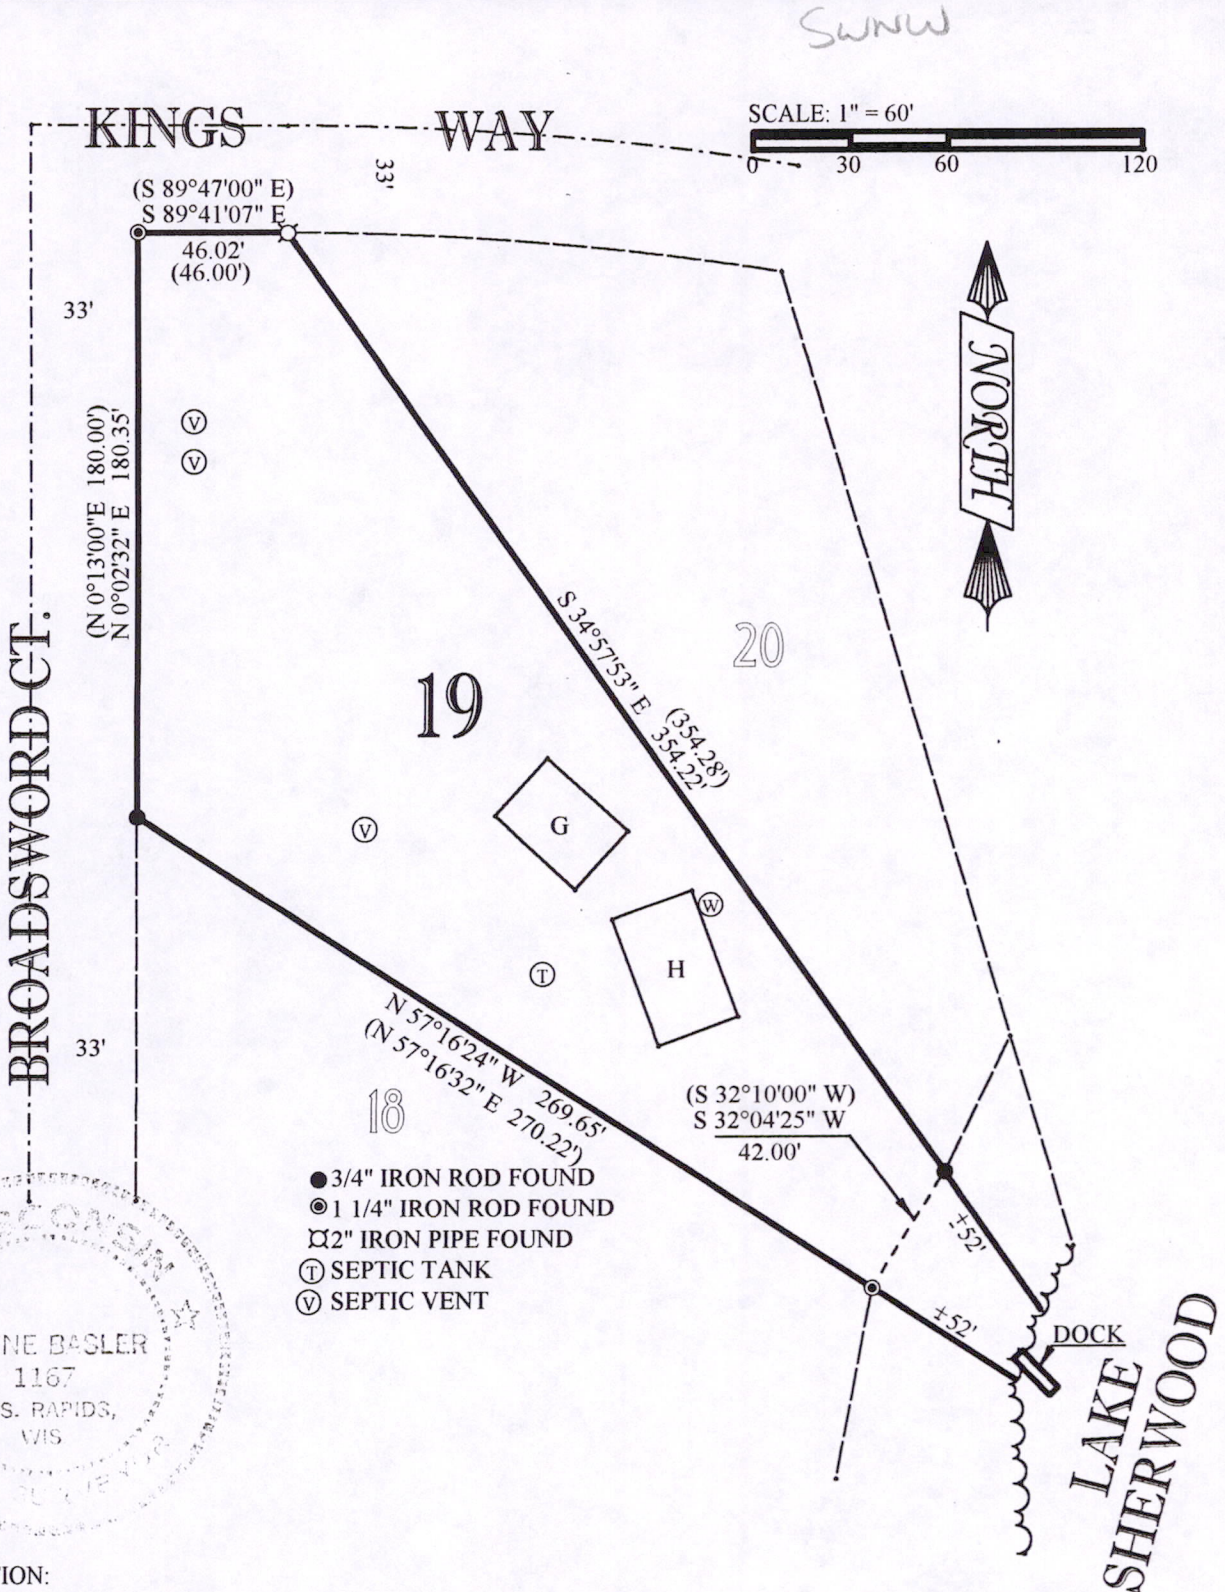 SWNW
KINGS WAY
SCALE: 1" = 60'
0 30 60 120
33'
(S 89°47'00" E)
S 89°41'07" E
46.02'
(46.00')
33'
NORTH
(N 0°13'00"E 180.00')
N 0°02'32" E 180.35'
BROADSWORD CT.
V
V
S 34°57'53" E 354.22'
(354.28')
20
19
G
V
W
H
T
33'
N 57°16'24" W 269.65'
(N 57°16'32" E 270.22')
18
(S 32°10'00" W)
S 32°04'25" W
42.00'
3/4" IRON ROD FOUND
1 1/4" IRON ROD FOUND
2" IRON PIPE FOUND
T SEPTIC TANK
V SEPTIC VENT
±52'
±52'
DOCK
LAKE
SHERWOOD
NE BASLER
1167
S. RAPIDS,
WIS
TION: